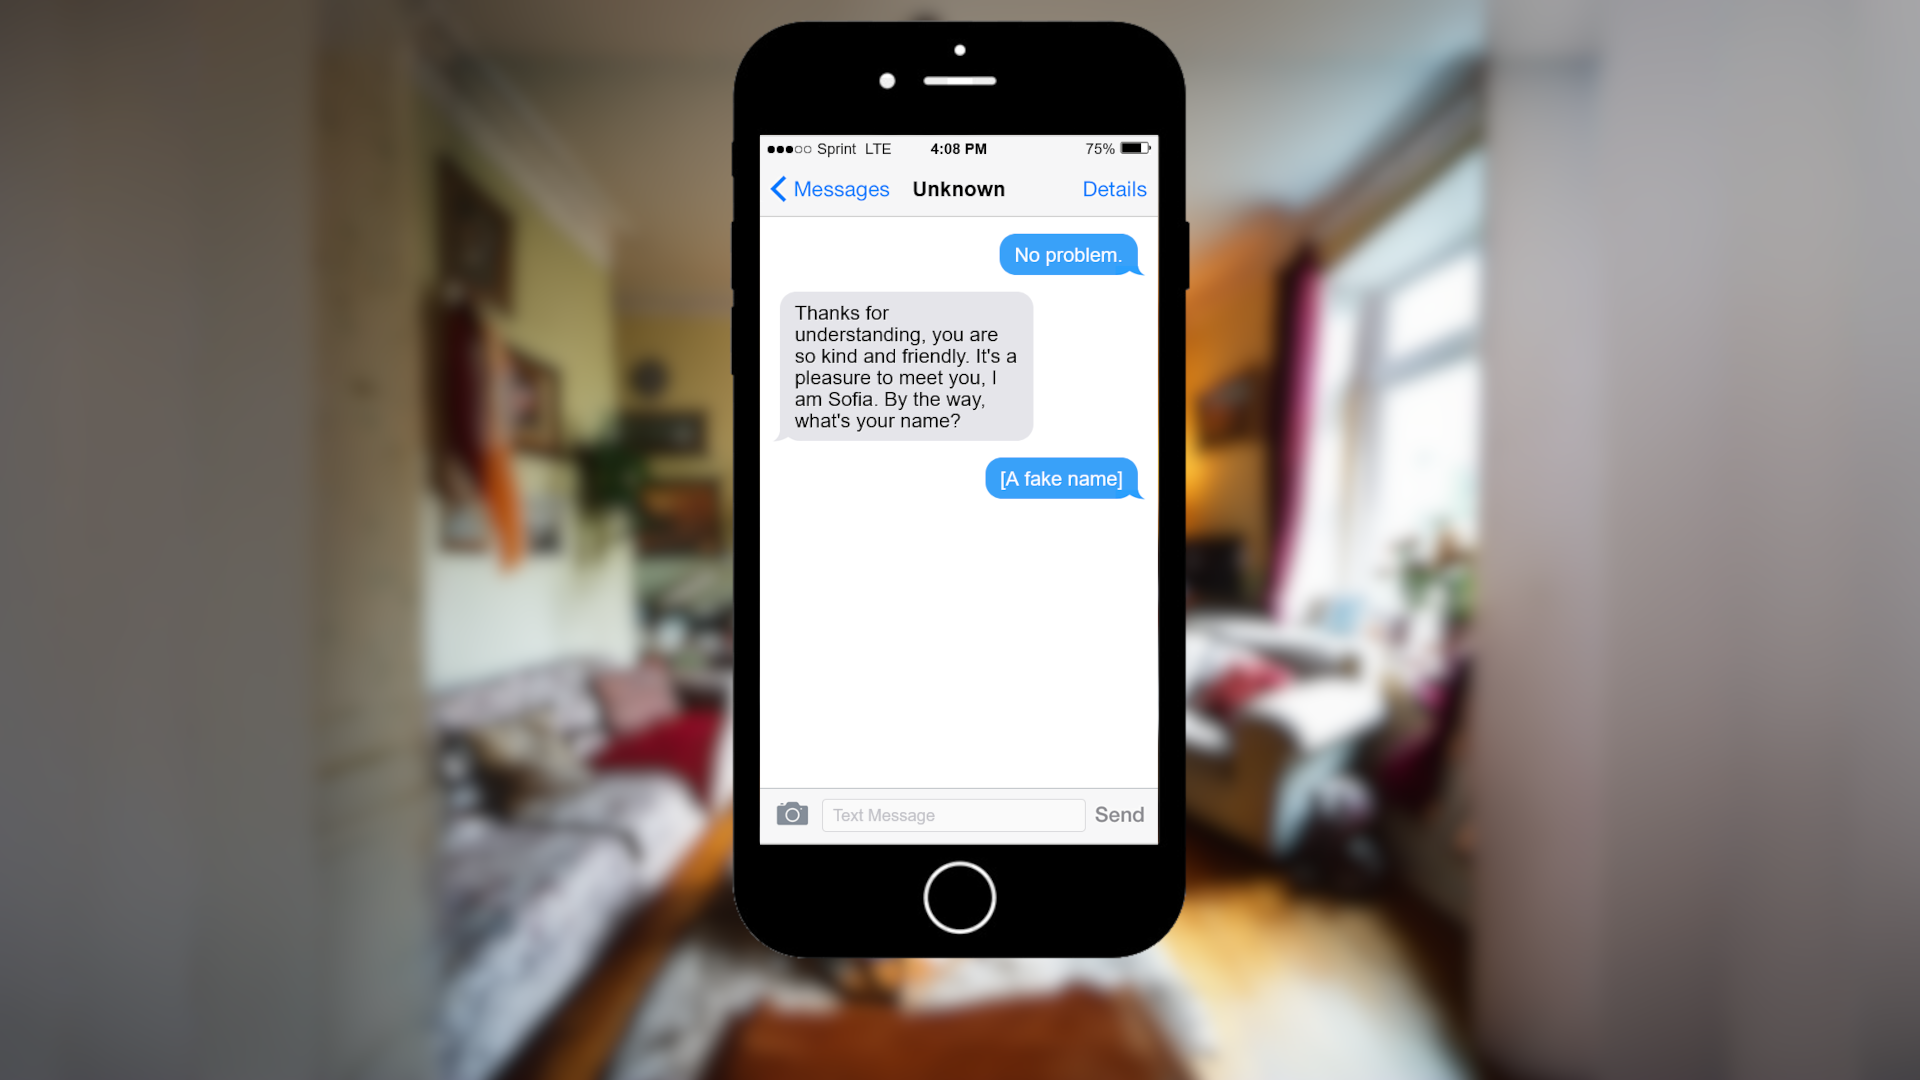 Sprint LTE 4:08 PM 75%
Messages Unknown Details
No problem.
Thanks for
understanding, you are
so kind and friendly. It's a
pleasure to meet you, I
am Sofia. By the way,
what's your name?
[A fake name]
Text Message Send